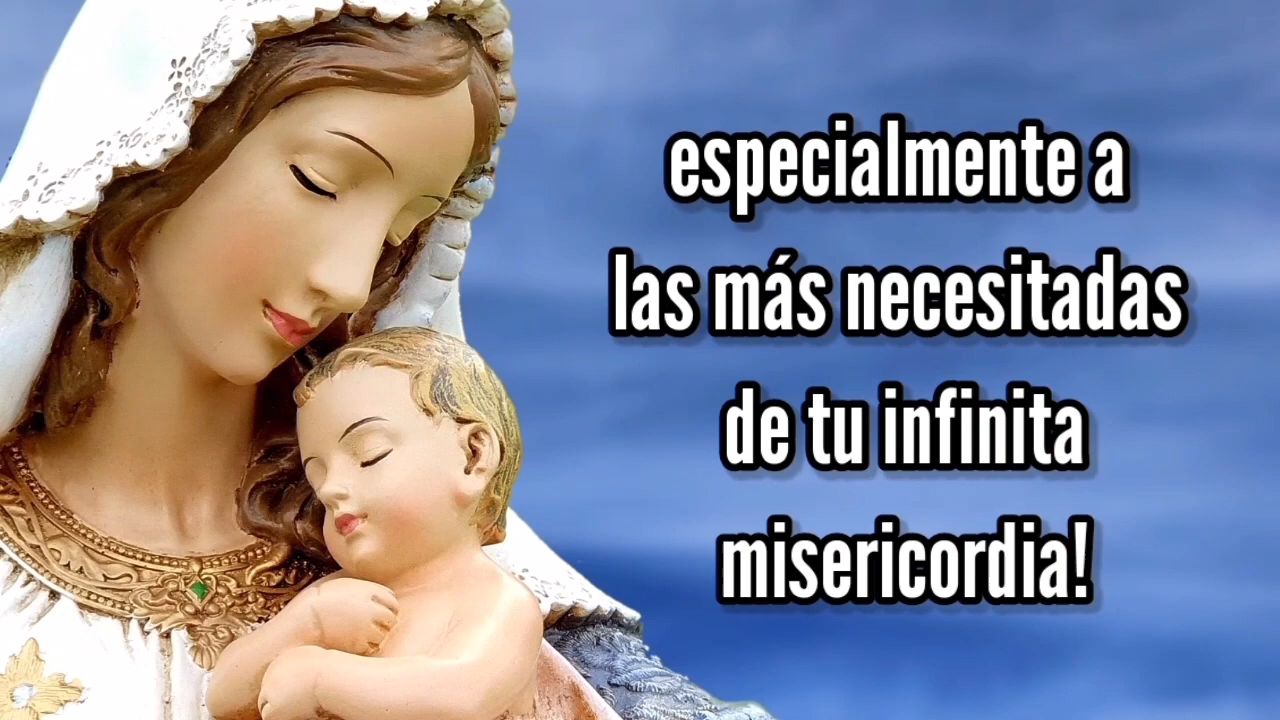 especialmente a
las más necesitadas
de tu infinita
misericordia!